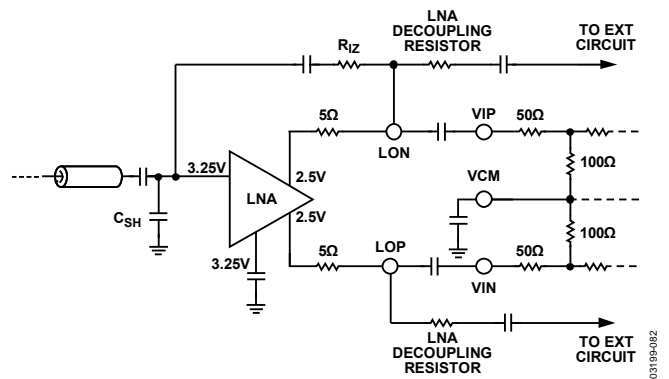 LNA
DECOUPLING
RESISTOR
TO EXT
CIRCUIT
RIZ
5Ω
VIP
50Ω
LON
100Ω
3.25V
2.5V
VCM
LNA
2.5V
CSH
100Ω
5Ω
LOP
50Ω
3.25V
VIN
LNA
DECOUPLING
RESISTOR
TO EXT
CIRCUIT
03199-082